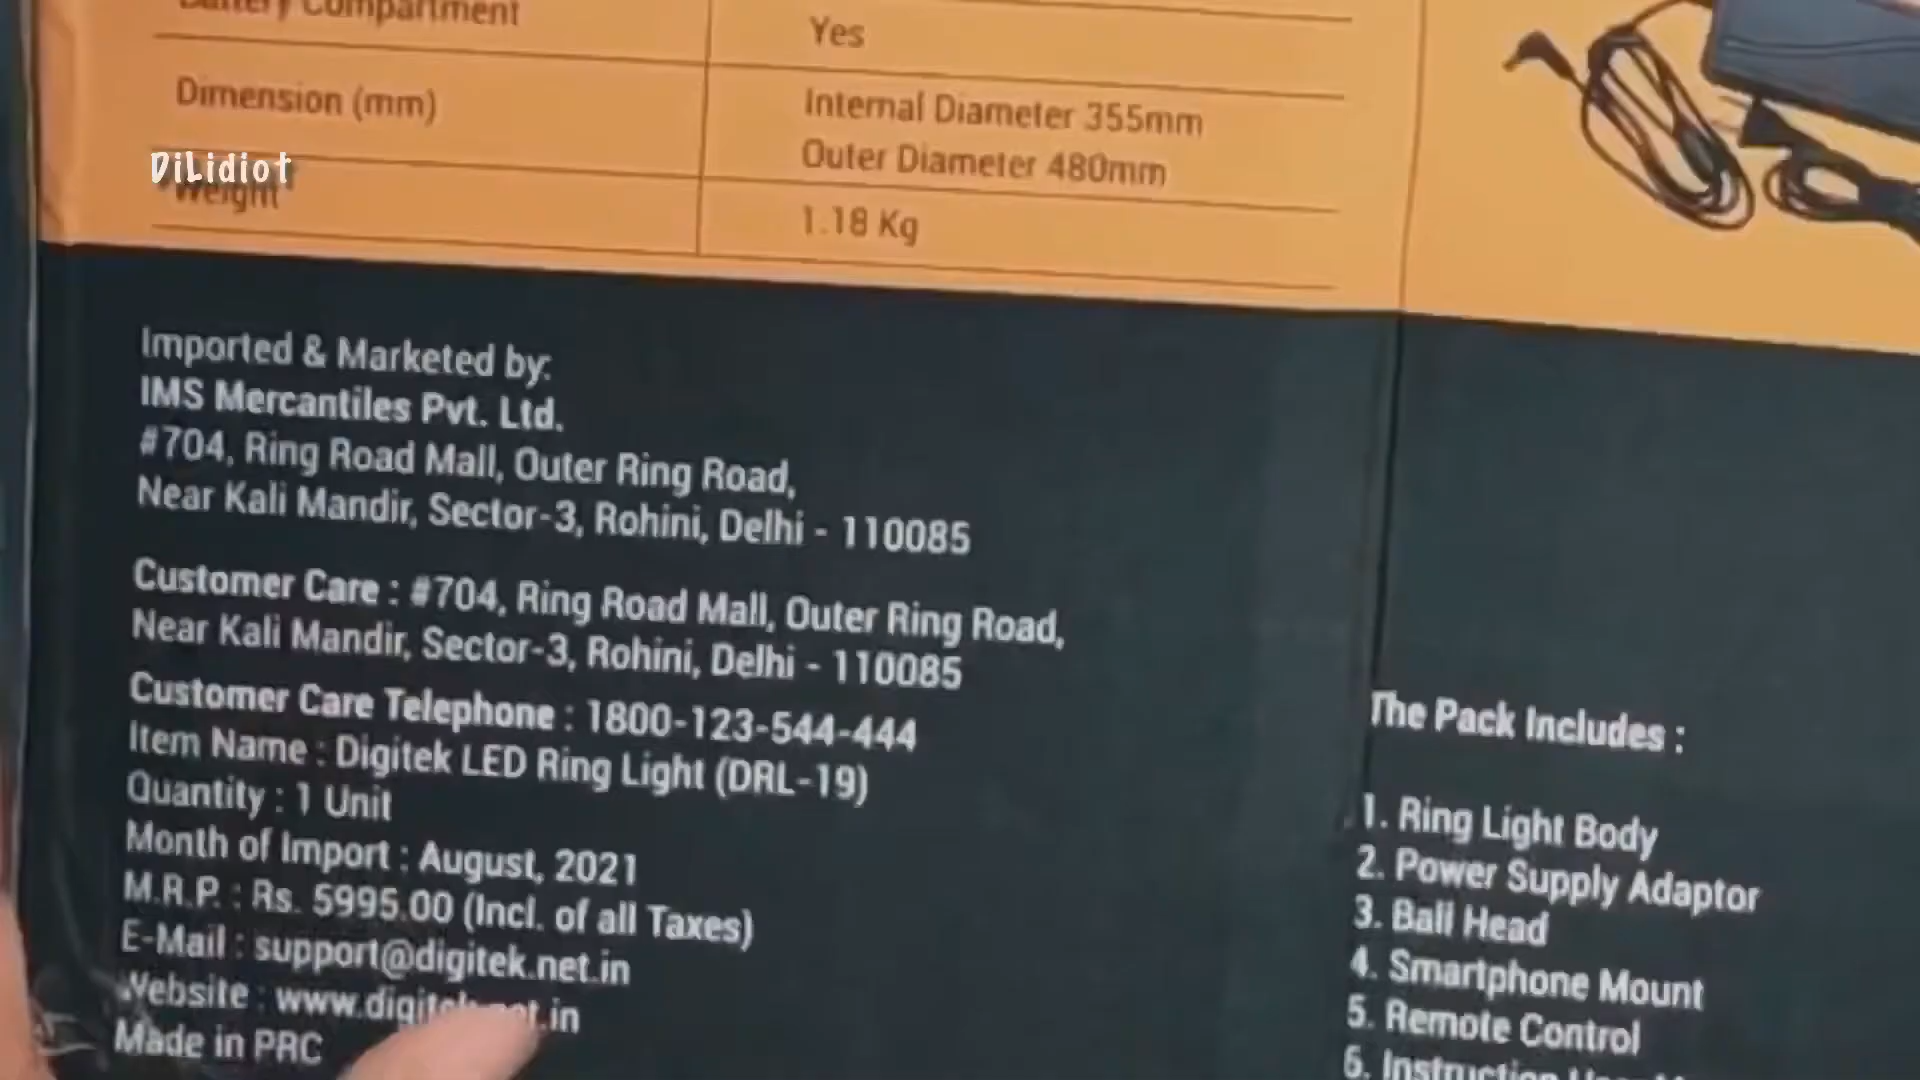 Battery Compartment Yes
Dimension (mm) Internal Diameter 355mm
Outer Diameter 480mm
DiLidiot
Weight 1.18 Kg
Imported & Marketed by:
IMS Mercantiles Pvt. Ltd.
#704, Ring Road Mall, Outer Ring Road,
Near Kali Mandir, Sector-3, Rohini, Delhi - 110085
Customer Care : #704, Ring Road Mall, Outer Ring Road,
Near Kali Mandir, Sector-3, Rohini, Delhi - 110085
Customer Care Telephone : 1800-123-544-444
Item Name : Digitek LED Ring Light (DRL-19)
Quantity : 1 Unit
Month of Import : August, 2021
M.R.P. : Rs. 5995.00 (Incl. of all Taxes)
E-Mail : support@digitek.net.in
Website : www.digitek.net.in
Made in PRC
The Pack Includes :
1. Ring Light Body
2. Power Supply Adaptor
3. Ball Head
4. Smartphone Mount
5. Remote Control
6. Instruction